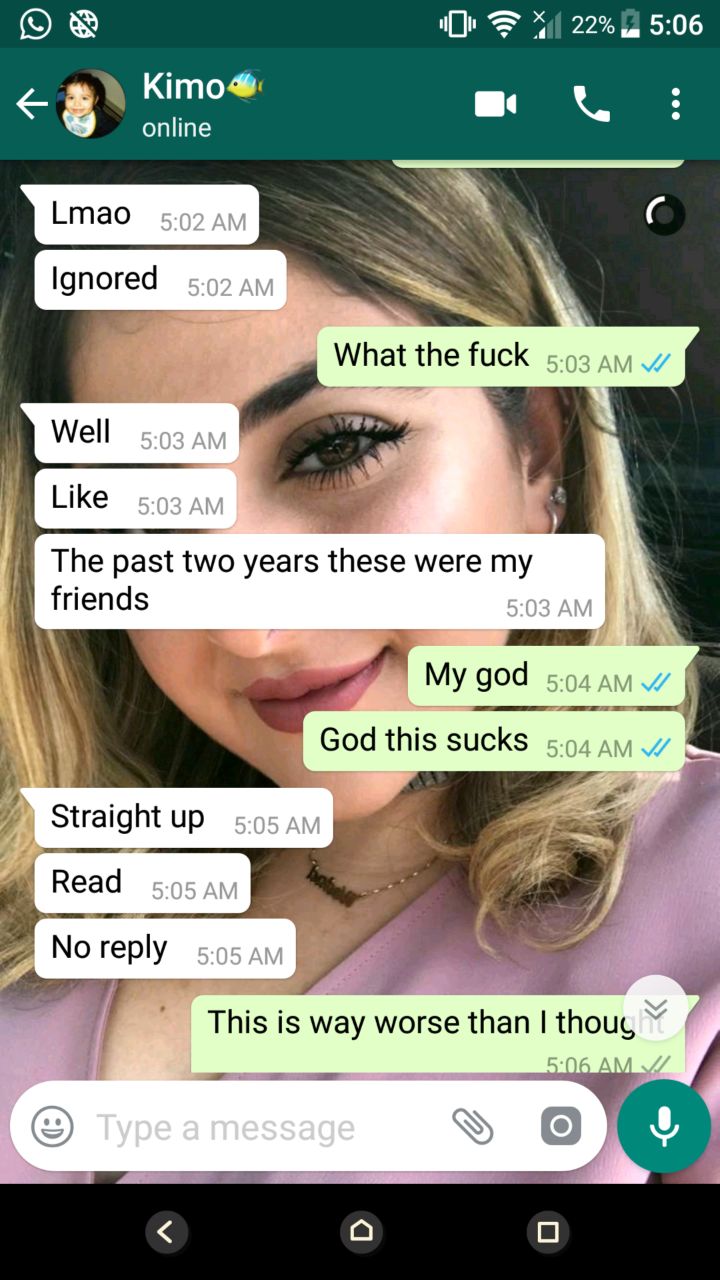 22% 5:06
Kimo🐠
online
Lmao 5:02 AM
Ignored 5:02 AM
What the fuck 5:03 AM
Well 5:03 AM
Like 5:03 AM
The past two years these were my
friends 5:03 AM
My god 5:04 AM
God this sucks 5:04 AM
Straight up 5:05 AM
Read 5:05 AM
No reply 5:05 AM
This is way worse than I thought
5:06 AM
Type a message